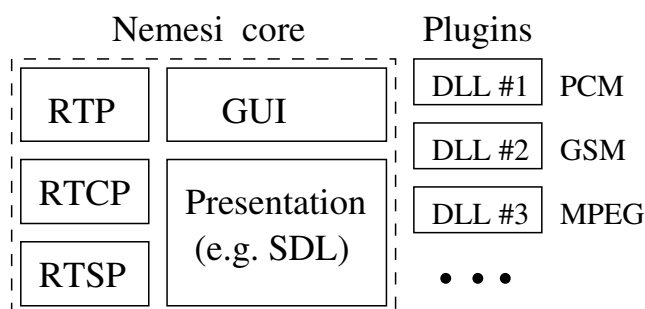 Nemesi core
Plugins
RTP
GUI
DLL #1 PCM
RTCP
Presentation
(e.g. SDL)
DLL #2 GSM
RTSP
DLL #3 MPEG
• • •